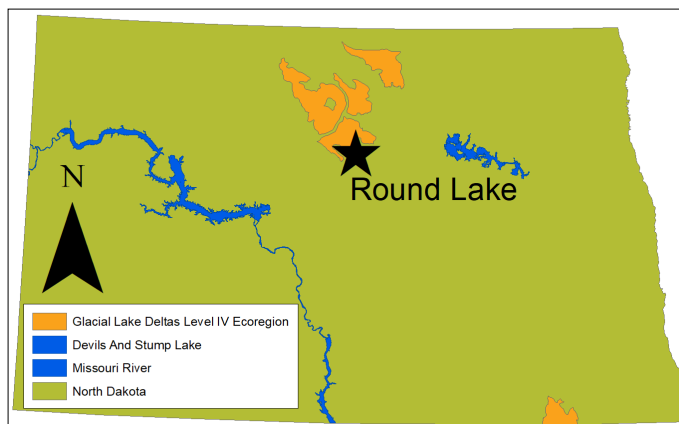 Round Lake
N
Glacial Lake Deltas Level IV Ecoregion
Devils And Stump Lake
Missouri River
North Dakota